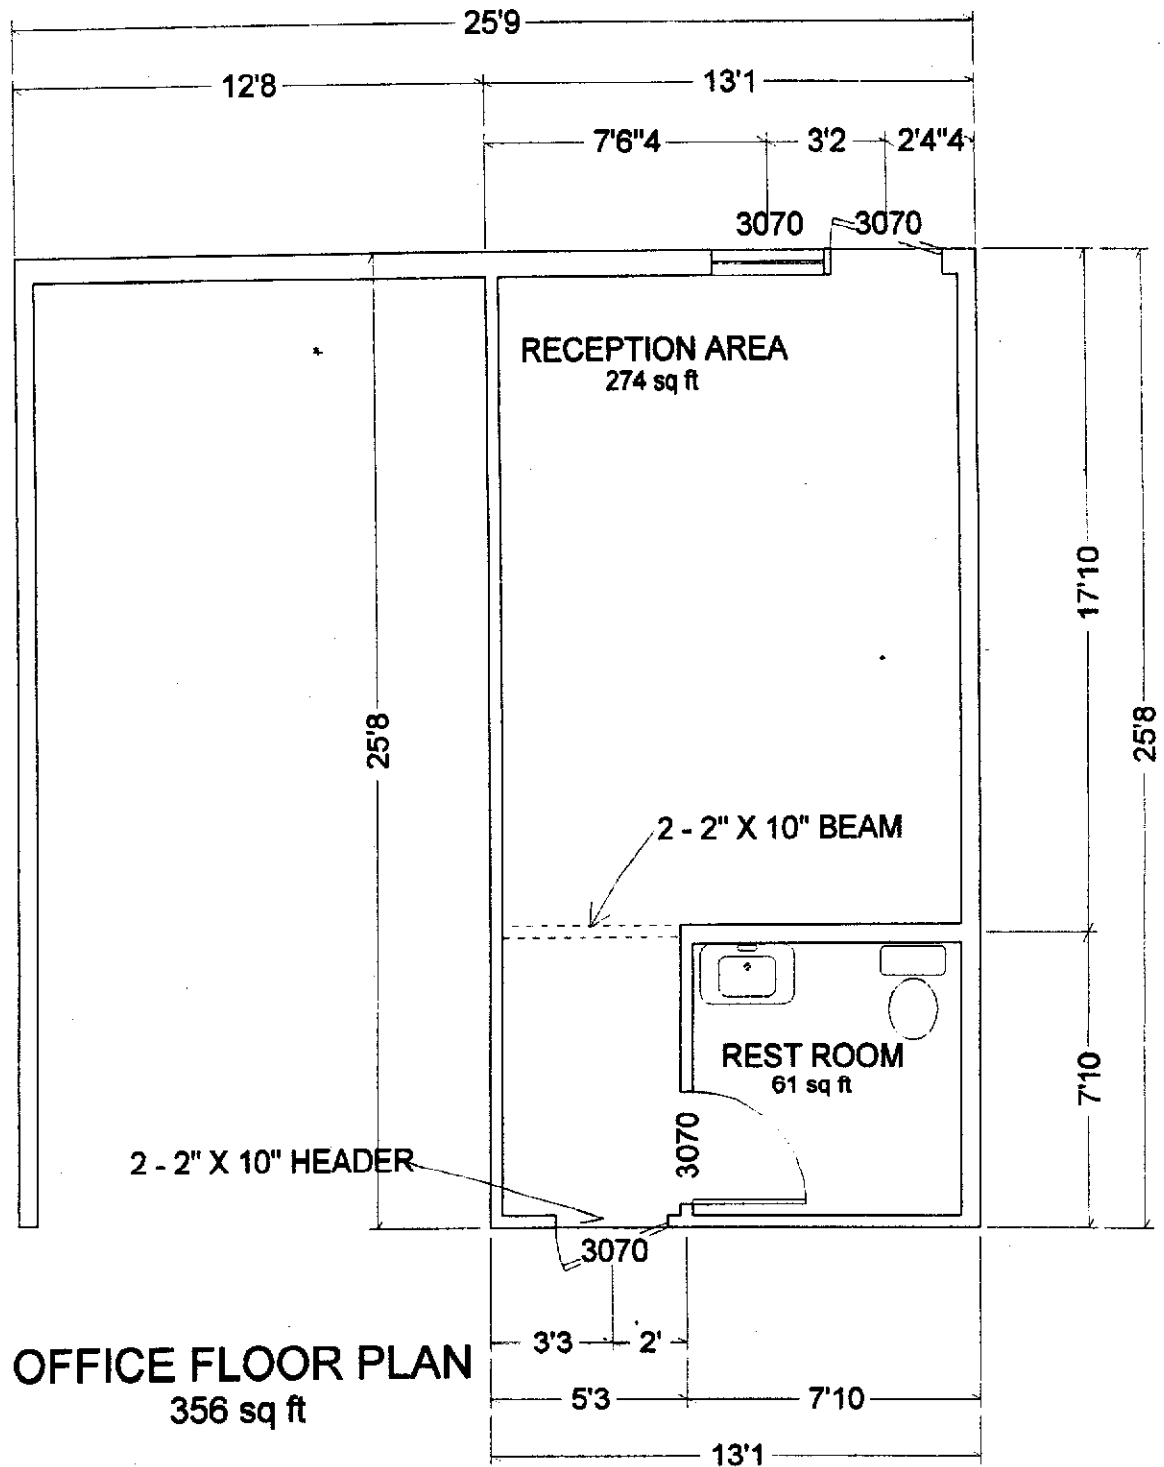 25'9
12'8
13'1
7'6"4
3'2
2'4"4
3070
3070
RECEPTION AREA
274 sq ft
17'10
25'8
25'8
2 - 2" X 10" BEAM
REST ROOM
61 sq ft
7'10
3070
2 - 2" X 10" HEADER
3070
3'3
2'
OFFICE FLOOR PLAN
356 sq ft
5'3
7'10
13'1